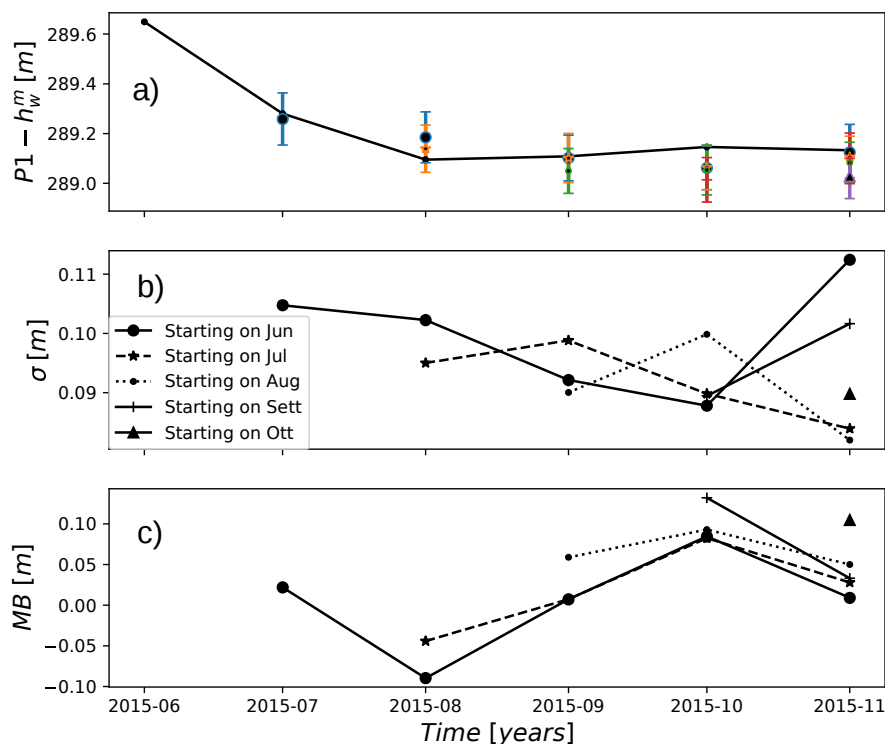 289.6
289.4
289.2
289.0
P1 − h_w^m [m]
a)
0.11
0.10
0.09
σ [m]
b)
Starting on Jun
Starting on Jul
Starting on Aug
Starting on Sett
Starting on Ott
0.10
0.05
0.00
−0.05
−0.10
MB [m]
c)
2015-06 2015-07 2015-08 2015-09 2015-10 2015-11
Time [years]